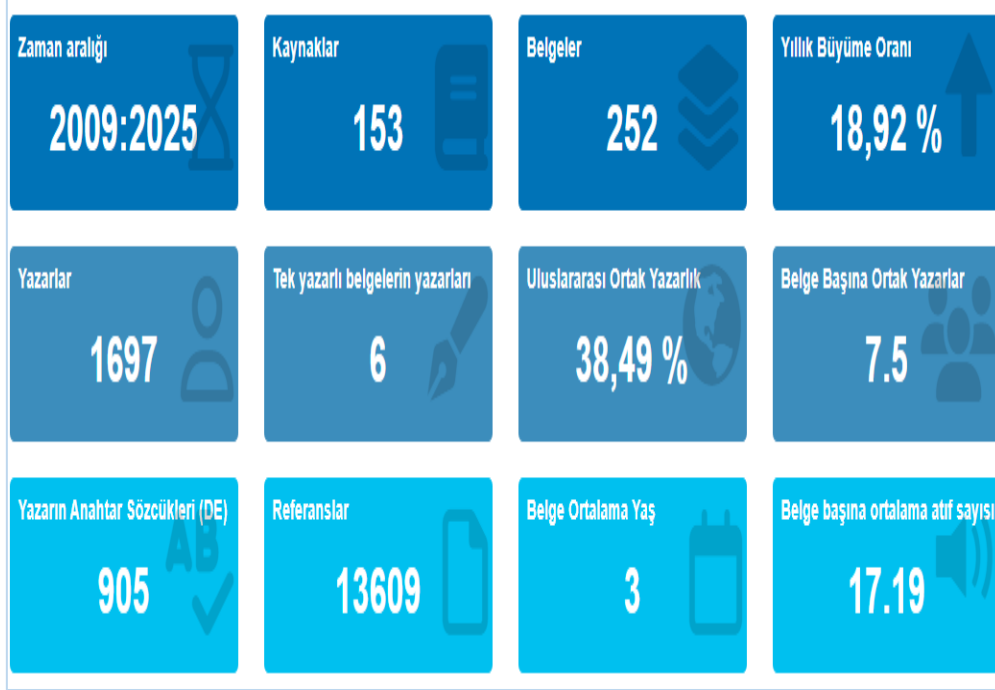 Zaman aralığı
2009:2025
Kaynaklar
153
Belgeler
252
Yıllık Büyüme Oranı
18,92 %
Yazarlar
1697
Tek yazarlı belgelerin yazarları
6
Uluslararası Ortak Yazarlık
38,49 %
Belge Başına Ortak Yazarlar
7.5
Yazarın Anahtar Sözcükleri (DE)
905
AB
Referanslar
13609
Belge Ortalama Yaş
3
Belge başına ortalama atıf sayısı
17.19